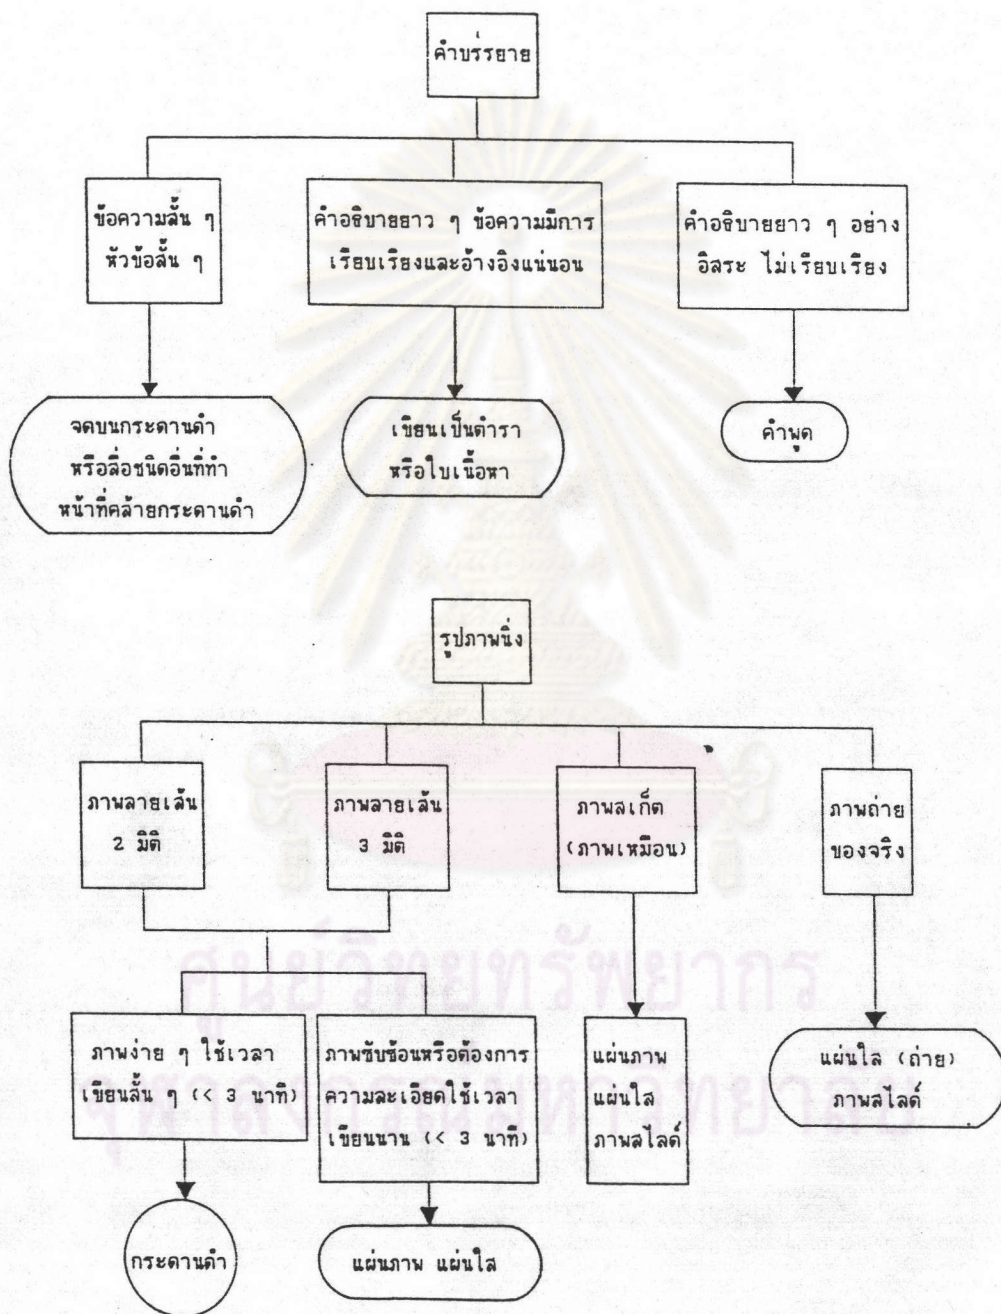 คำบรรยาย
ข้อความสั้น ๆ
หัวข้อสั้น ๆ
คำอธิบายยาว ๆ ข้อความมีการ
เรียบเรียงและอ้างอิงแน่นอน
คำอธิบายยาว ๆ อย่าง
อิสระ ไม่เรียบเรียง
จดบนกระดานดำ
หรือสื่อชนิดอื่นที่ทำ
หน้าที่คล้ายกระดานดำ
เขียนเป็นตำรา
หรือใบเนื้อหา
คำพูด
รูปภาพนิ่ง
ภาพลายเส้น
2 มิติ
ภาพลายเส้น
3 มิติ
ภาพสเก็ต
(ภาพเหมือน)
ภาพถ่าย
ของจริง
ภาพง่าย ๆ ใช้เวลา
เขียนสั้น ๆ (< 3 นาที)
ภาพซับซ้อนหรือต้องการ
ความละเอียดใช้เวลา
เขียนนาน (< 3 นาที)
แผ่นภาพ
แผ่นใส
ภาพสไลด์
แผ่นใส (ถ่าย)
ภาพสไลด์
กระดานดำ
แผ่นภาพ แผ่นใส
ศูนย์วิทยทรัพยากร
จุฬาลงกรณ์มหาวิทยาลัย